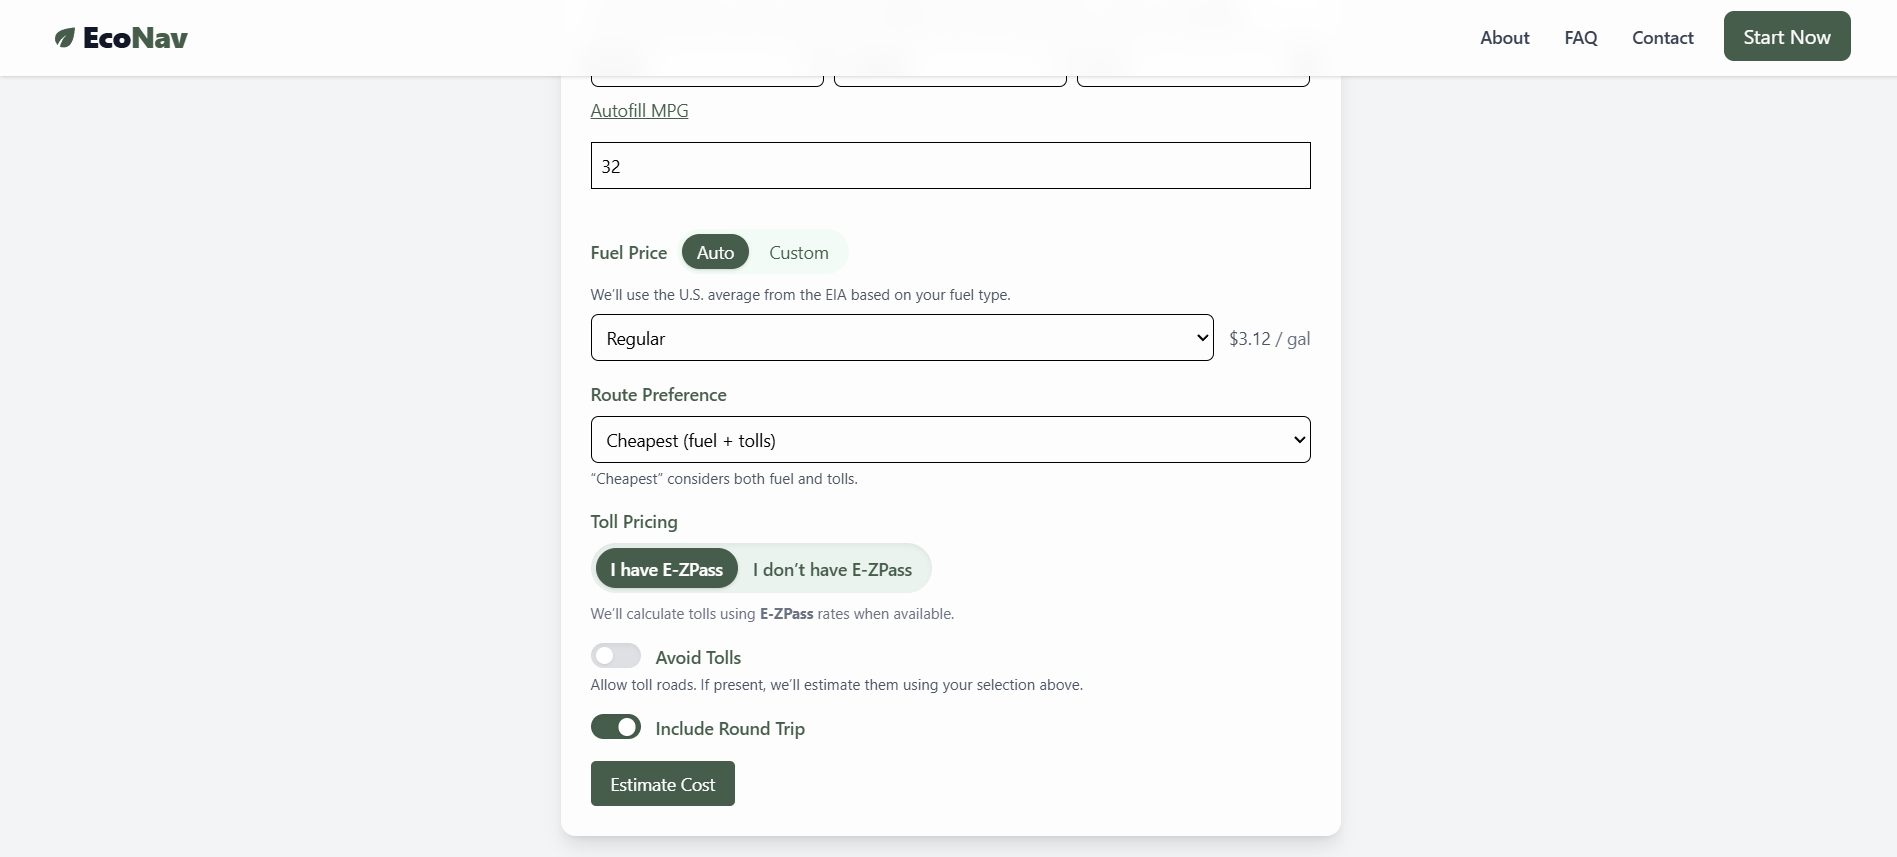 EcoNav
About
FAQ
Contact
Start Now
Autofill MPG
32
Fuel Price
Auto
Custom
We’ll use the U.S. average from the EIA based on your fuel type.
Regular
$3.12 / gal
Route Preference
Cheapest (fuel + tolls)
“Cheapest” considers both fuel and tolls.
Toll Pricing
I have E-ZPass
I don’t have E-ZPass
We’ll calculate tolls using E-ZPass rates when available.
Avoid Tolls
Allow toll roads. If present, we’ll estimate them using your selection above.
Include Round Trip
Estimate Cost